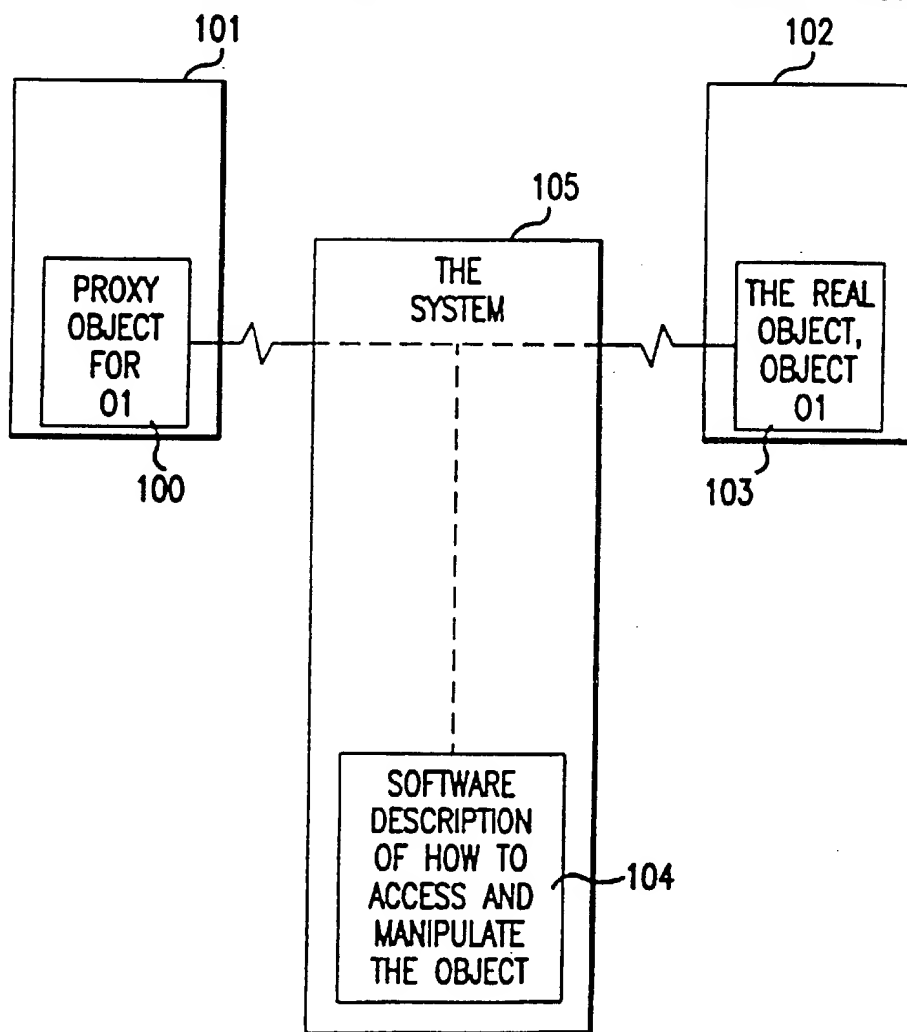 101
102
105
THE
SYSTEM
PROXY
OBJECT
FOR
O1
THE REAL
OBJECT,
OBJECT
O1
100
103
SOFTWARE
DESCRIPTION
OF HOW TO
ACCESS AND
MANIPULATE
THE OBJECT
104